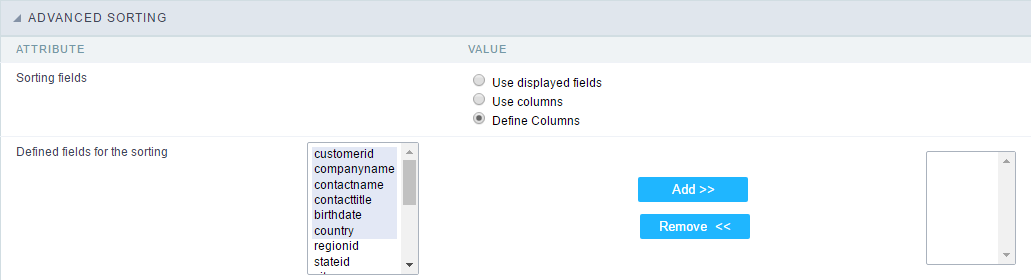 ADVANCED SORTING
ATTRIBUTE VALUE
Sorting fields
Use displayed fields
Use columns
Define Columns
Defined fields for the sorting
customerid
companyname
contactname
contacttitle
birthdate
country
regionid
stateid
Add >>
Remove <<